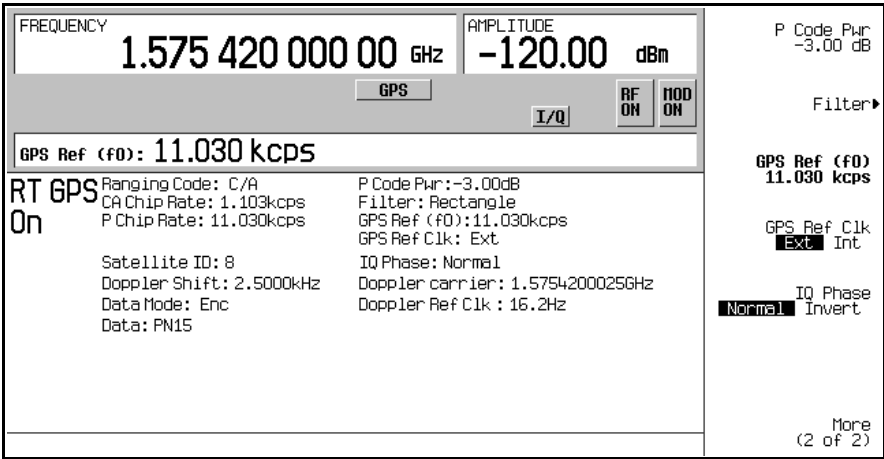 FREQUENCY
1.575 420 000 00 GHz
AMPLITUDE
-120.00 dBm
GPS
I/Q
RF ON
MOD ON
GPS Ref (f0): 11.030 kcps
RT GPS On
Ranging Code: C/A
CA Chip Rate: 1.103kcps
P Chip Rate: 11.030kcps
Satellite ID: 8
Doppler Shift: 2.5000kHz
Data Mode: Enc
Data: PN15
P Code Pwr:-3.00dB
Filter: Rectangle
GPS Ref (f0):11.030kcps
GPS Ref Clk: Ext
IQ Phase: Normal
Doppler carrier: 1.5754200025GHz
Doppler Ref Clk : 16.2Hz
P Code Pwr
-3.00 dB
Filter
GPS Ref (f0)
11.030 kcps
GPS Ref Clk
Ext Int
IQ Phase
Normal Invert
More
(2 of 2)